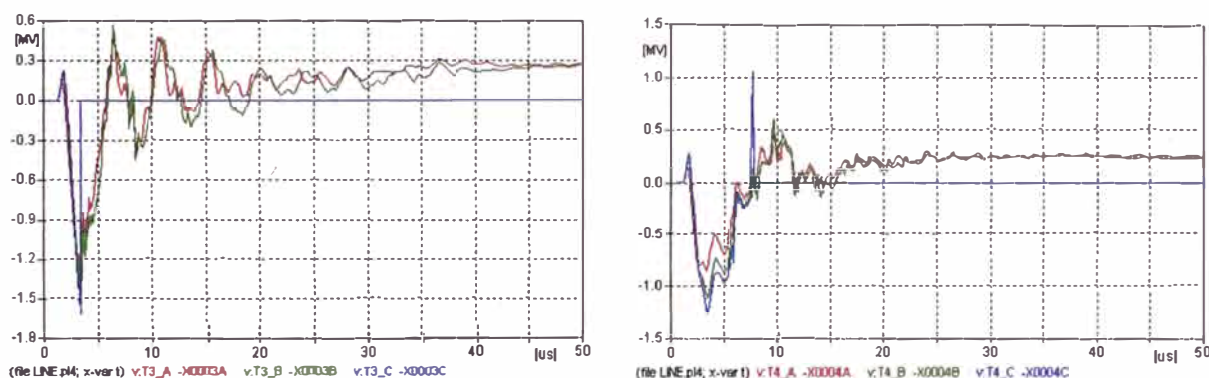 0.6
[MV]
0.3
0.0
-0.3
-0.6
-0.9
-1.2
-1.5
-1.8
0 10 20 30 40 |us| 50
(file LINE.pl4; x-var t) v:T3_A -X0003A v:T3_B -X0003B v:T3_C -X0003C
1.5
[MV]
1.0
0.5
0.0
-0.5
-1.0
-1.5
0 10 20 30 40 |us| 50
(file LINE.pl4; x-var t) v:T4_A -X0004A v:T4_B -X0004B v:T4_C -X0004C